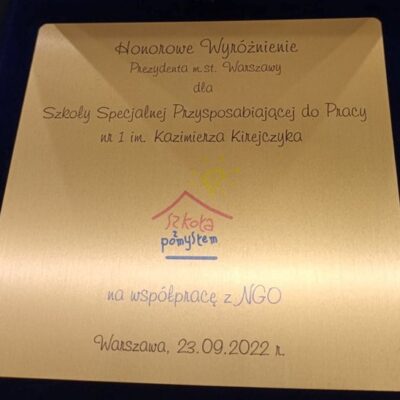 Honorowe Wyróżnienie
Prezydenta m.st. Warszawy
dla
Szkoły Specjalnej Przysposabiającej do Pracy
nr 1 im. Kazimierza Kirejczyka
szkoła
z
pomysłem
na współpracę z NGO
Warszawa, 23.09.2022 r.